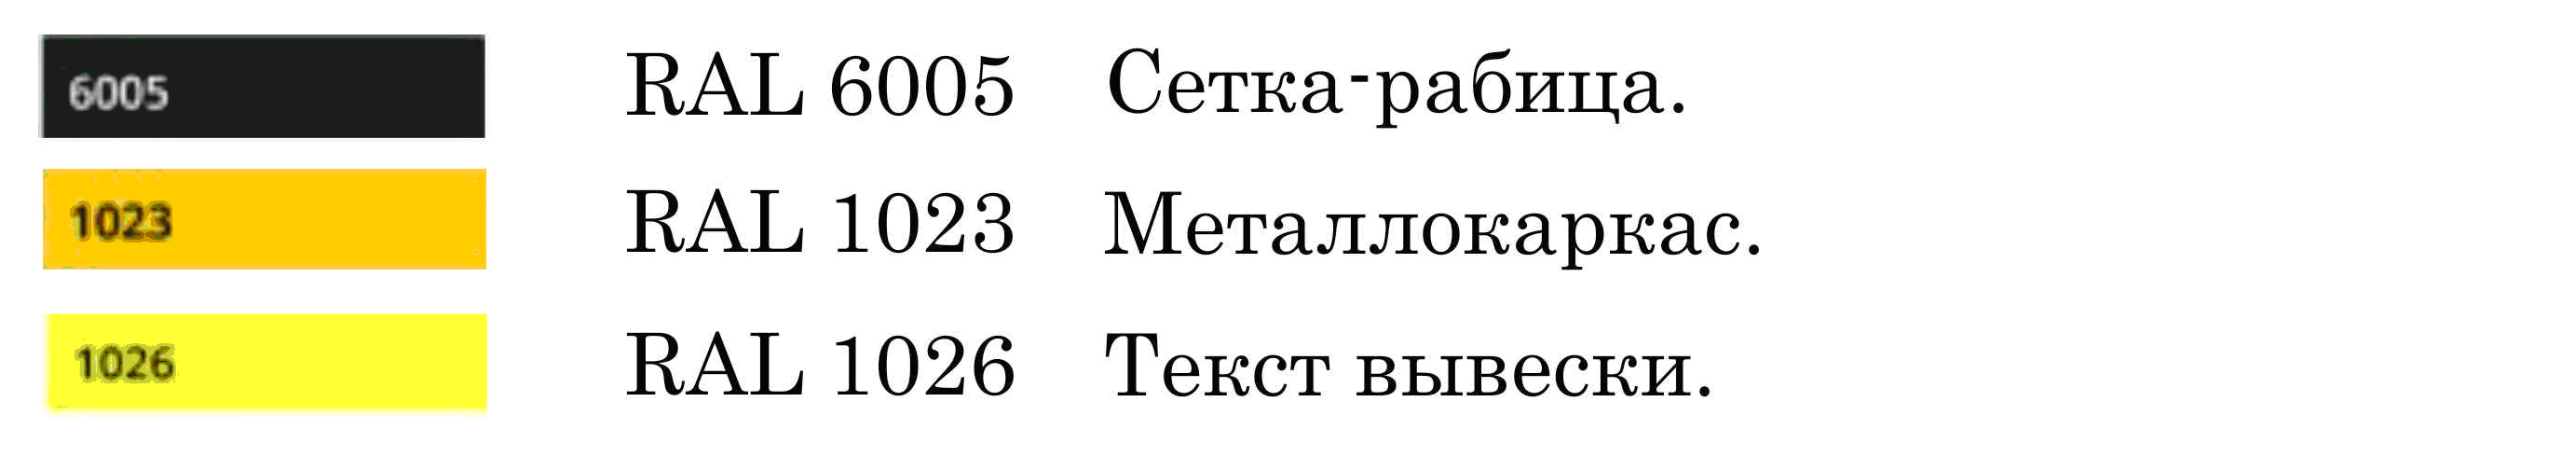 6005 RAL 6005 Сетка-рабица.
1023 RAL 1023 Металлокаркас.
1026 RAL 1026 Текст вывески.